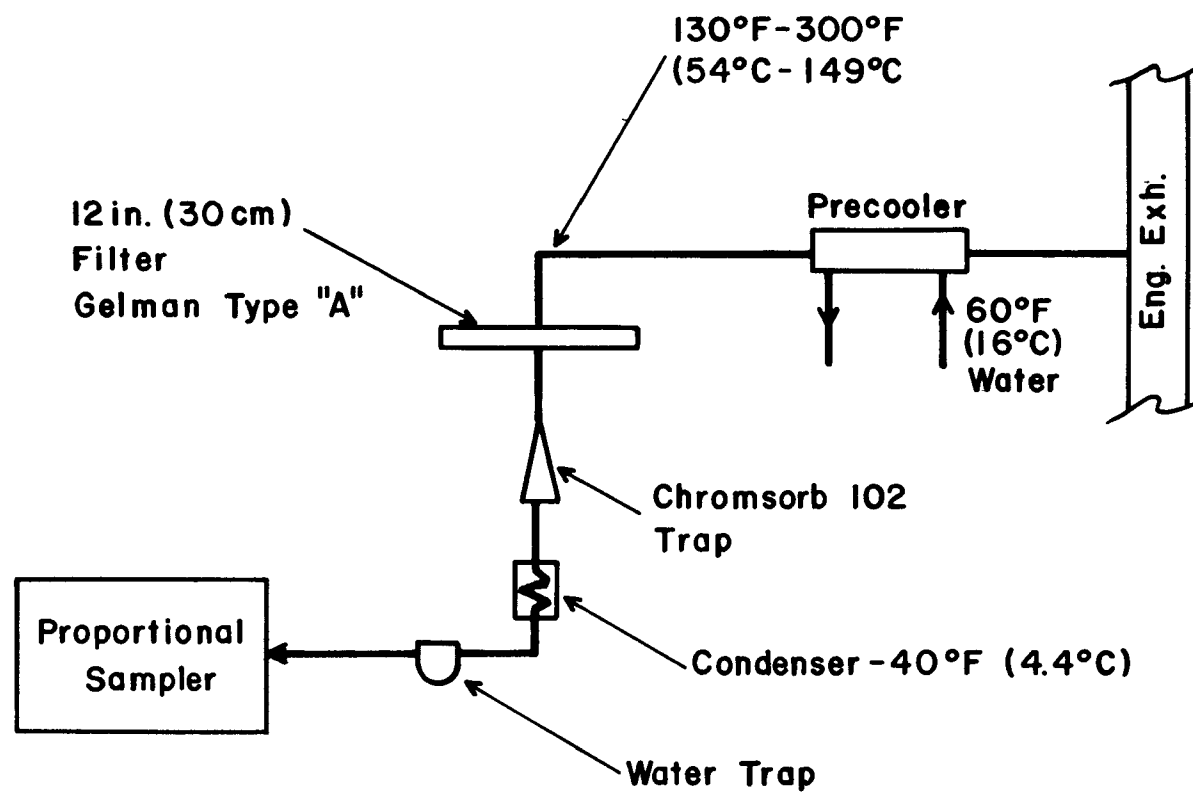 130°F-300°F
(54°C-149°C
12 in. (30 cm)
Filter
Gelman Type "A"
Precooler
Eng. Exh.
60°F
(16°C)
Water
Chromsorb 102
Trap
Proportional
Sampler
Condenser-40°F (4.4°C)
Water Trap